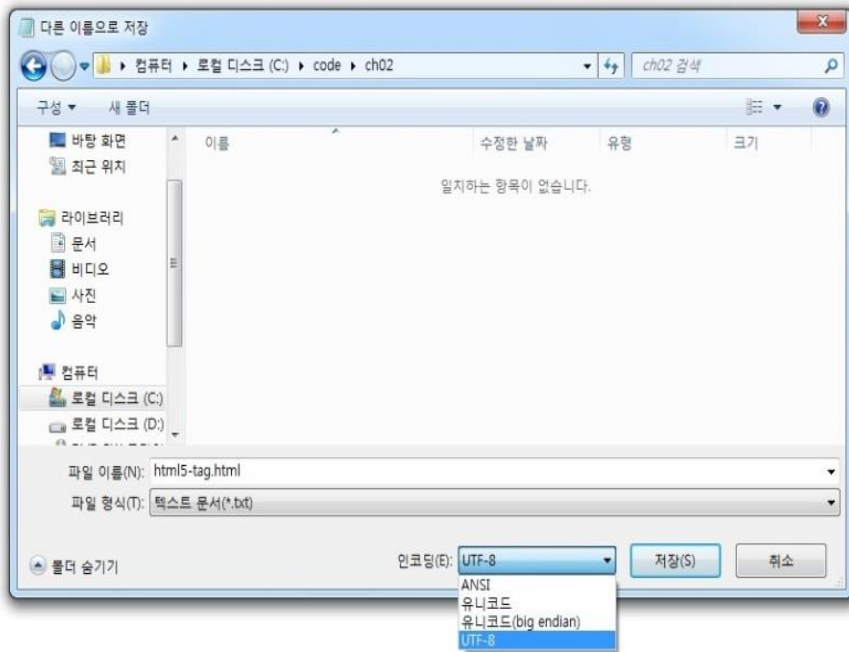 다른 이름으로 저장
컴퓨터 ▸ 로컬 디스크 (C:) ▸ code ▸ ch02
ch02 검색
구성 ▼ 새 폴더
바탕 화면
최근 위치
라이브러리
문서
비디오
사진
음악
컴퓨터
로컬 디스크 (C:)
로컬 디스크 (D:)
이름 수정한 날짜 유형 크기
일치하는 항목이 없습니다.
파일 이름(N): html5-tag.html
파일 형식(T): 텍스트 문서(*.txt)
폴더 숨기기
인코딩(E): UTF-8
저장(S)
취소
ANSI
유니코드
유니코드(big endian)
UTF-8